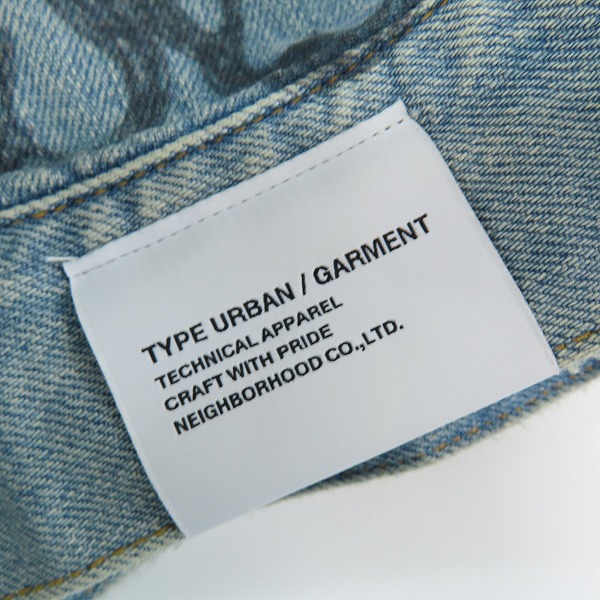 TYPE URBAN / GARMENT
TECHNICAL APPAREL
CRAFT WITH PRIDE
NEIGHBORHOOD CO.,LTD.